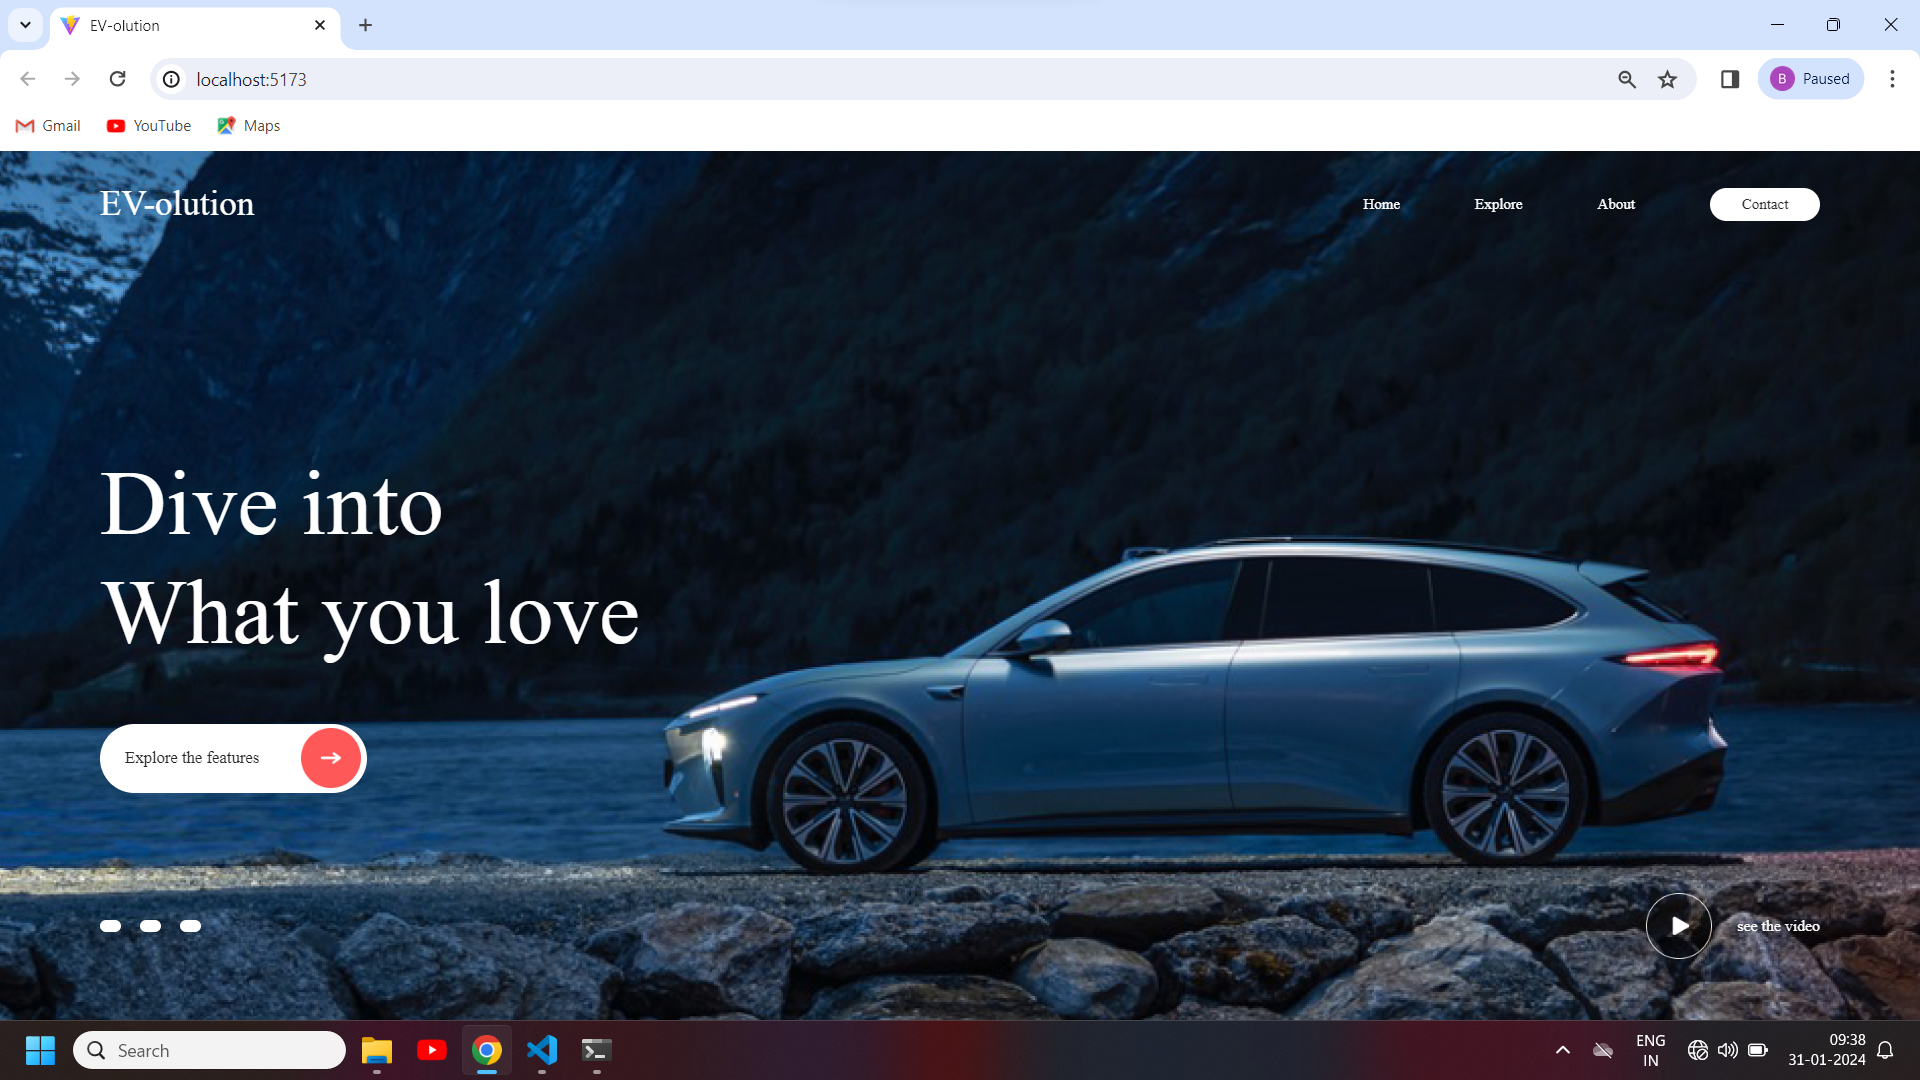 EV-olution
localhost:5173
B Paused
Gmail YouTube Maps
EV-olution
Home Explore About Contact
Dive into
What you love
Explore the features
see the video
Search
ENG
IN
09:38
31-01-2024